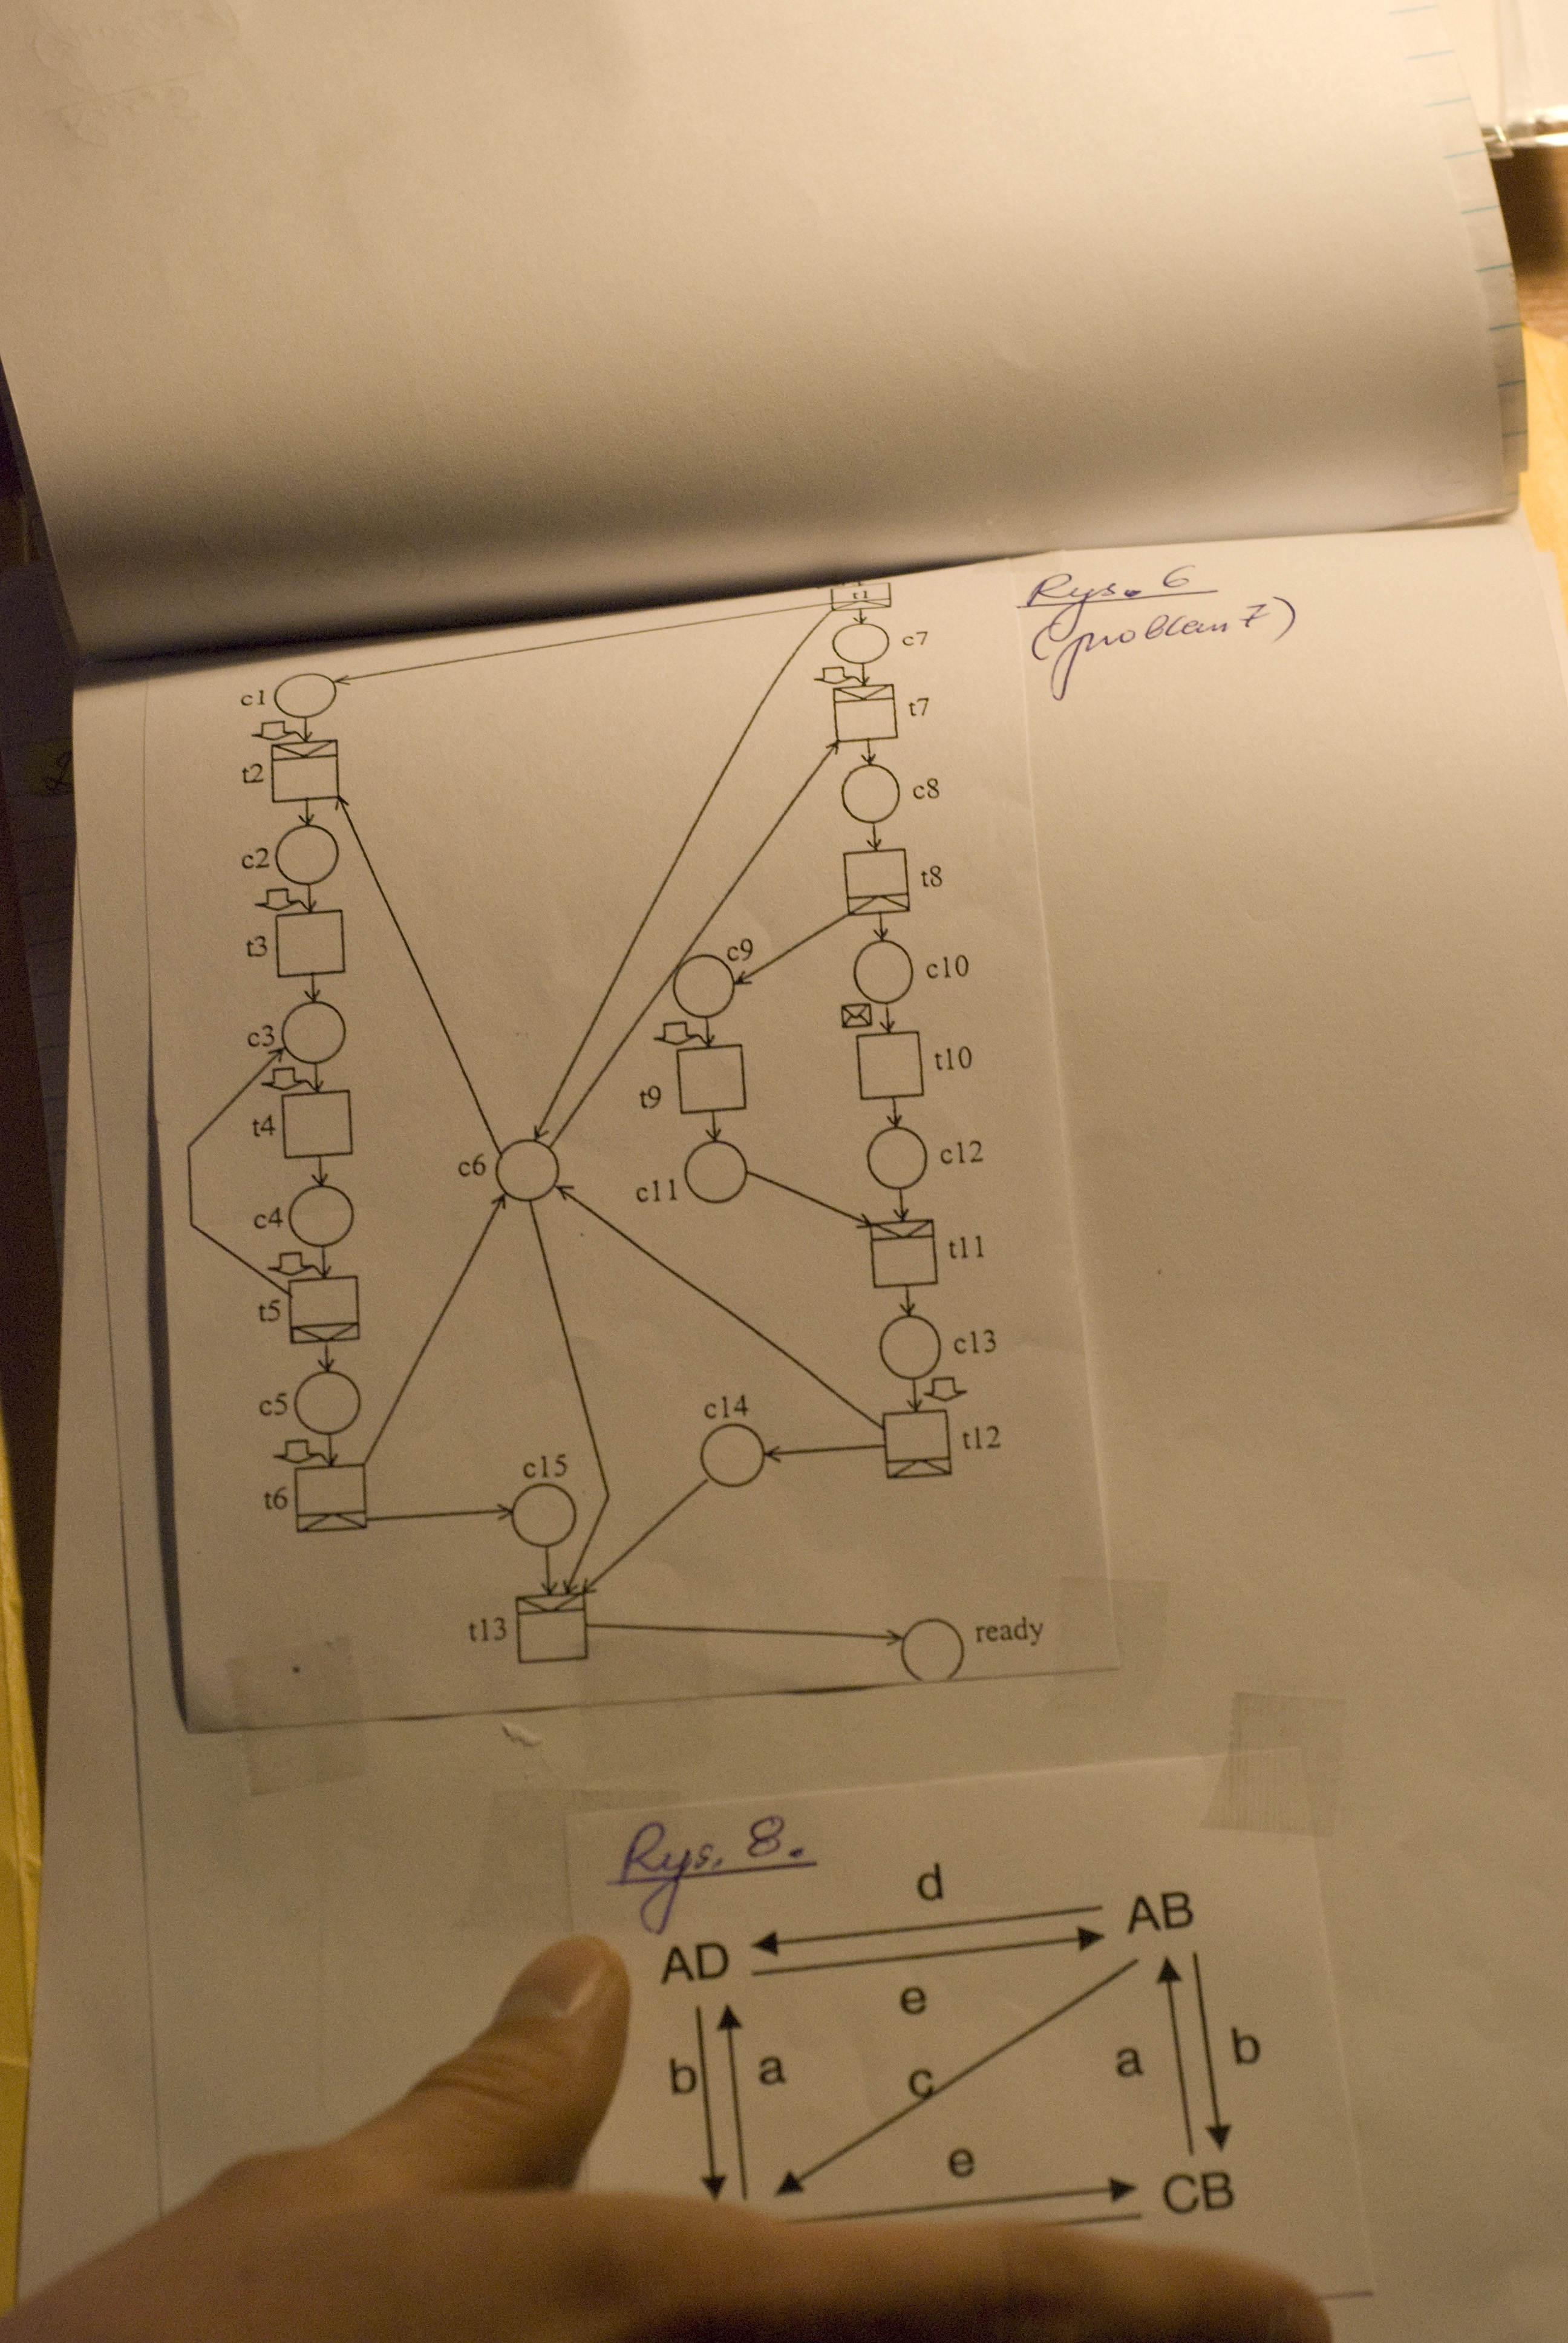 Rys. 6
(problem 7)
t1
c7
c1
t7
t2
c8
c2
t8
c9
c10
t3
c3
t10
t9
t4
c6
c12
c11
c4
t11
t5
c13
c5
c14
t12
c15
t6
t13
ready
Rys. 8.
d
AB
AD
e
b
a
c
a
b
e
CB